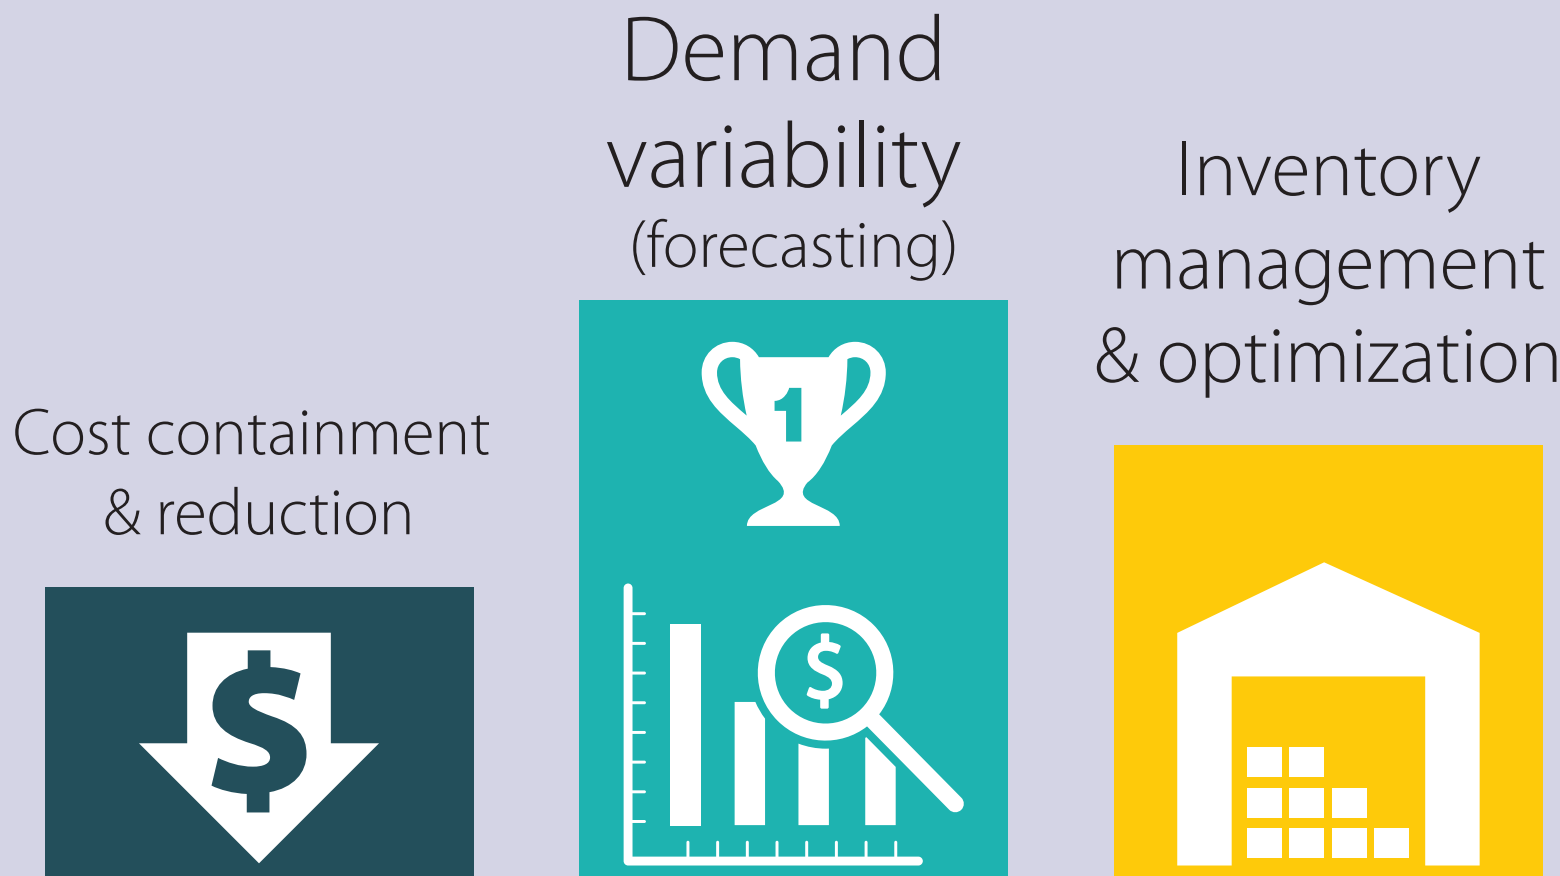 Demand
variability
(forecasting)
1
$
Inventory
management
& optimization
Cost containment
& reduction
$